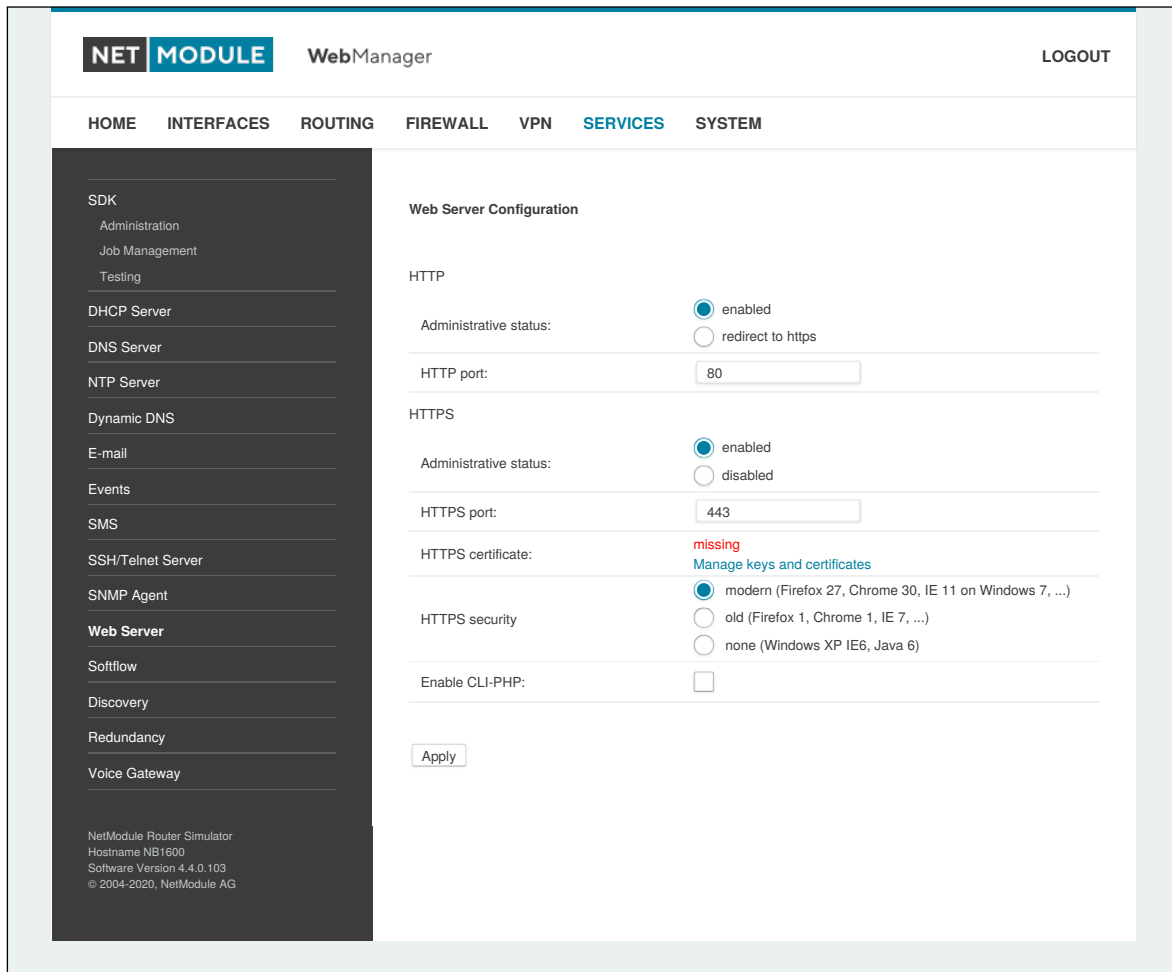 NET MODULE WebManager LOGOUT
HOME INTERFACES ROUTING FIREWALL VPN SERVICES SYSTEM
SDK
Administration
Job Management
Testing
DHCP Server
DNS Server
NTP Server
Dynamic DNS
E-mail
Events
SMS
SSH/Telnet Server
SNMP Agent
Web Server
Softflow
Discovery
Redundancy
Voice Gateway
NetModule Router Simulator
Hostname NB1600
Software Version 4.4.0.103
© 2004-2020, NetModule AG
Web Server Configuration
HTTP
Administrative status:
enabled
redirect to https
HTTP port: 80
HTTPS
Administrative status:
enabled
disabled
HTTPS port: 443
HTTPS certificate:
missing
Manage keys and certificates
HTTPS security
modern (Firefox 27, Chrome 30, IE 11 on Windows 7, ...)
old (Firefox 1, Chrome 1, IE 7, ...)
none (Windows XP IE6, Java 6)
Enable CLI-PHP:
Apply